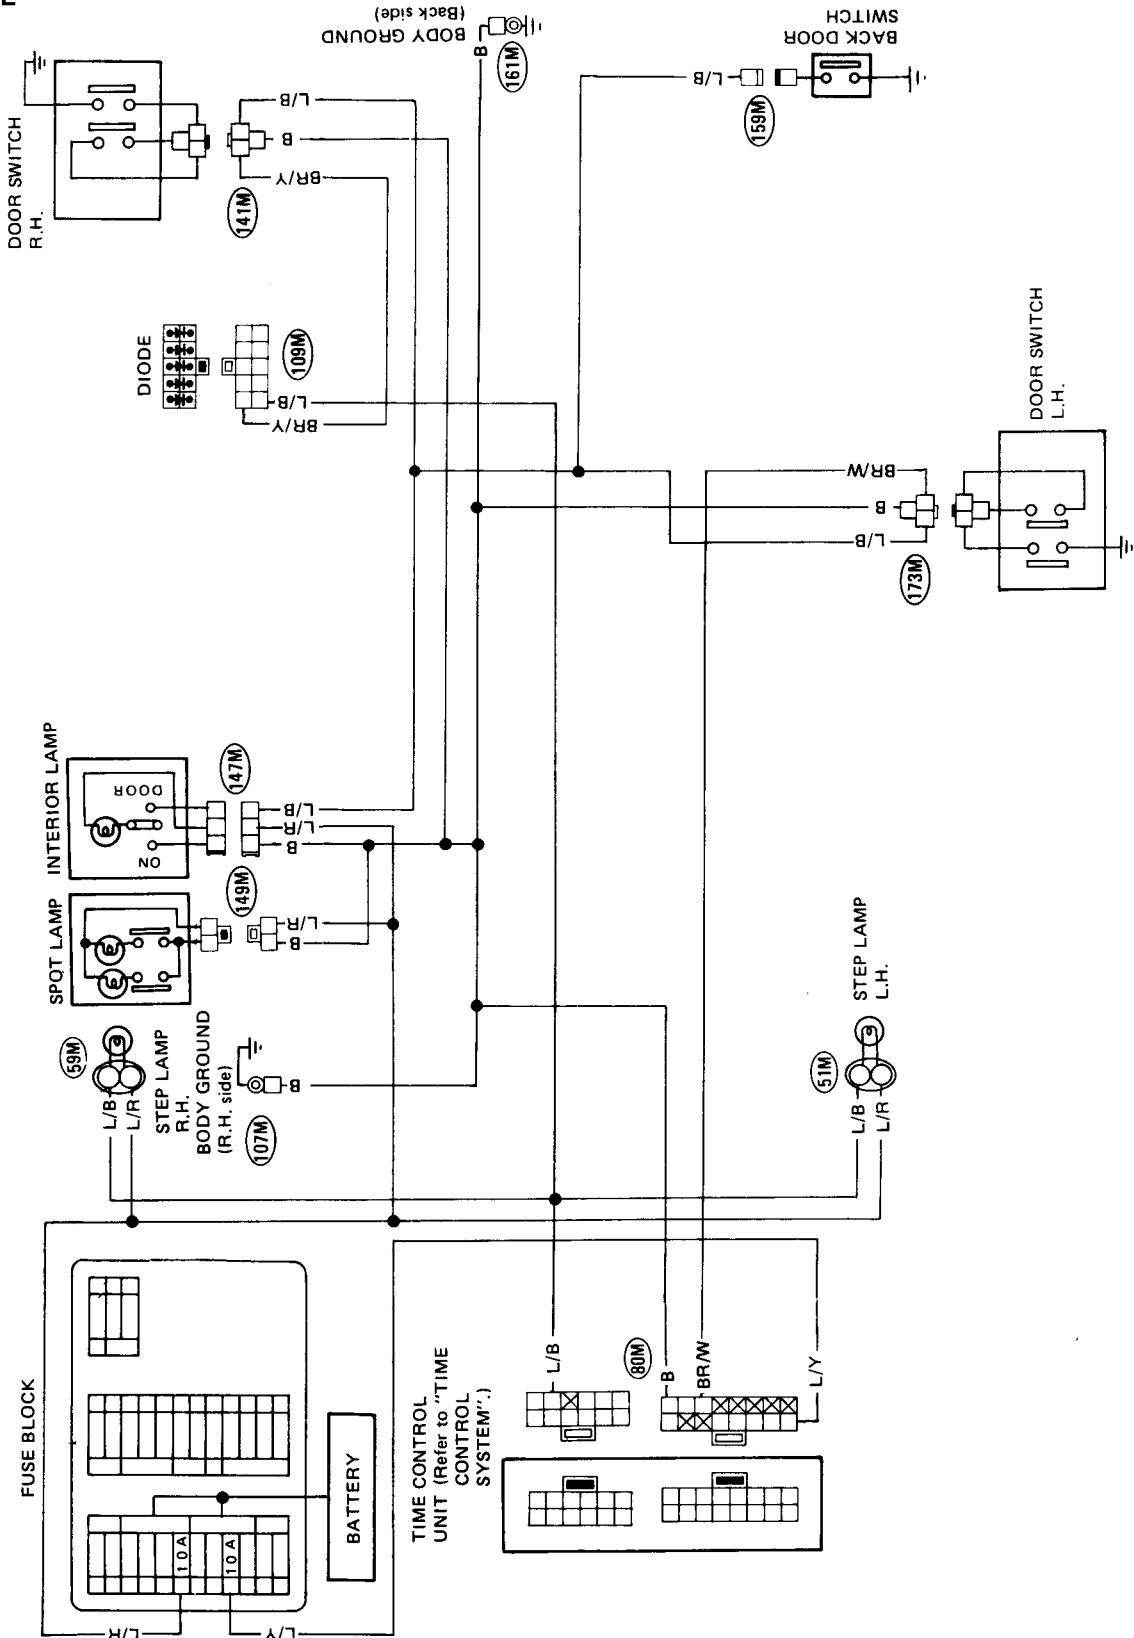 BODY GROUND
(Back side)
B
161M
BACK DOOR
SWITCH
L/B
159M
DOOR SWITCH
R.H.
L/B
B
BR/Y
141M
DIODE
109M
L/B
BR/Y
DOOR SWITCH
L.H.
BR/W
B
L/B
173M
INTERIOR LAMP
DOOR
ON
147M
L/B
L/R
B
SPOT LAMP
149M
L/R
B
59M
L/B
L/R
STEP LAMP
R.H.
BODY GROUND
(R.H. side)
B
107M
STEP LAMP
L.H.
51M
L/B
L/R
FUSE BLOCK
10A
10A
BATTERY
L/R
L/Y
TIME CONTROL
UNIT (Refer to "TIME
CONTROL
SYSTEM".)
L/B
80M
B
BR/W
L/Y